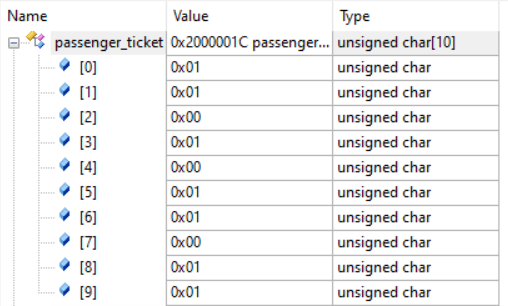 Name Value Type
passenger_ticket 0x2000001C passenger... unsigned char[10]
[0] 0x01 unsigned char
[1] 0x01 unsigned char
[2] 0x00 unsigned char
[3] 0x01 unsigned char
[4] 0x00 unsigned char
[5] 0x01 unsigned char
[6] 0x01 unsigned char
[7] 0x00 unsigned char
[8] 0x01 unsigned char
[9] 0x01 unsigned char